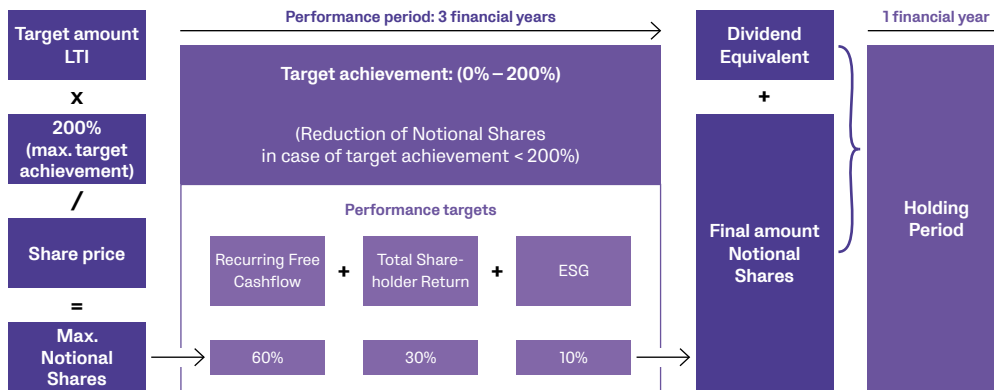 Target amount
LTI
x
200%
(max. target
achievement)
/
Share price
=
Max.
Notional
Shares
Performance period: 3 financial years
Target achievement: (0% – 200%)
(Reduction of Notional Shares
in case of target achievement < 200%)
Performance targets
Recurring Free
Cashflow
+
Total Share-
holder Return
+
ESG
60%
30%
10%
Dividend
Equivalent
+
Final amount
Notional
Shares
1 financial year
Holding
Period